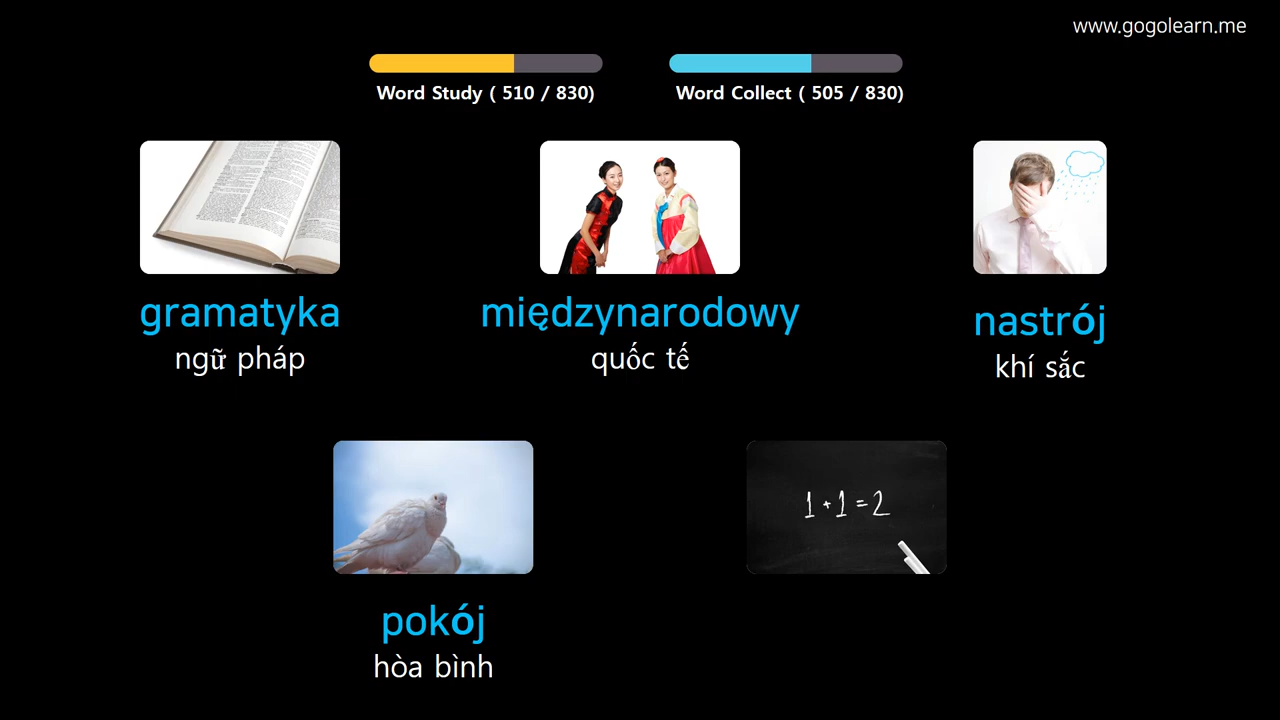 www.gogolearn.me
Word Study ( 510 / 830)
Word Collect ( 505 / 830)
gramatyka
ngữ pháp
międzynarodowy
quốc tế
nastrój
khí sắc
1 + 1 = 2
pokój
hòa bình